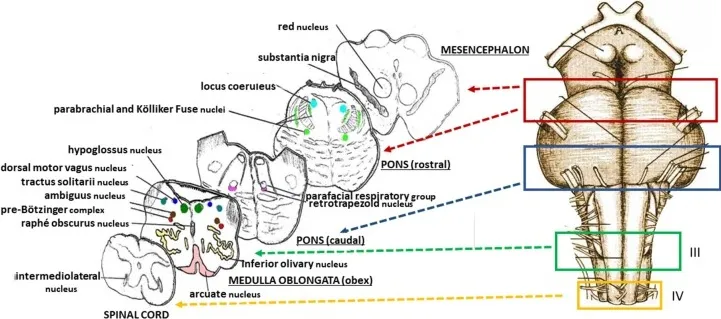 red nucleus
substantia nigra
MESENCEPHALON
locus coeruleus
parabrachial and Kölliker Fuse nuclei
PONS (rostral)
hypoglossus nucleus
dorsal motor vagus nucleus
tractus solitarii nucleus
ambiguus nucleus
pre-Bötzinger complex
raphé obscurus nucleus
parafacial respiratory group
retrotrapezoid nucleus
PONS (caudal)
Inferior olivary nucleus
MEDULLA OBLONGATA (obex)
arcuate nucleus
intermediolateral
nucleus
SPINAL CORD
A
III
IV